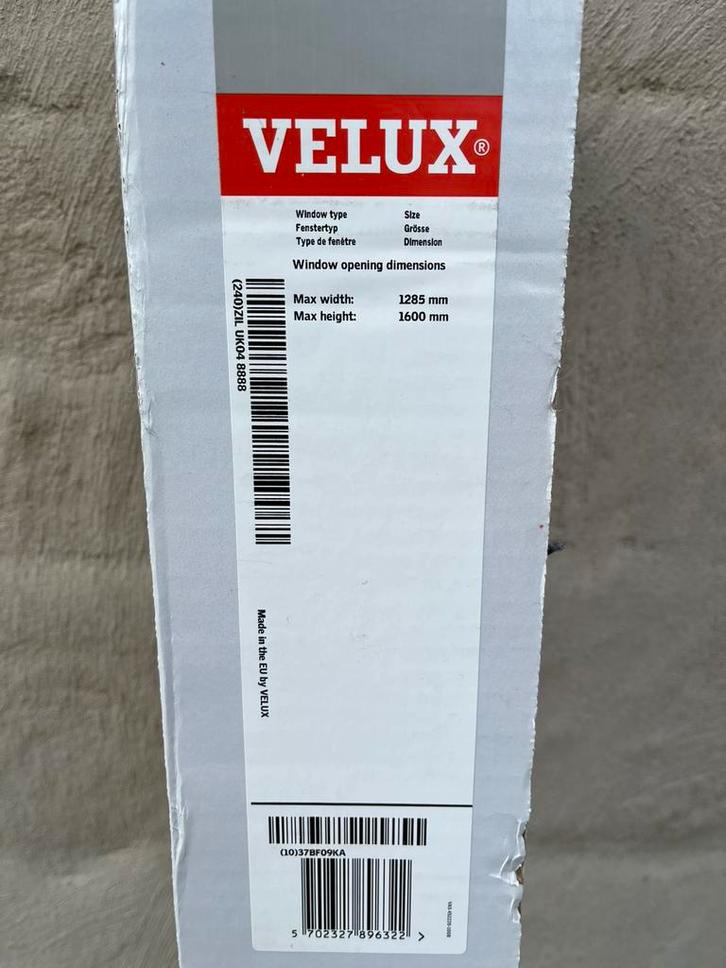 VELUX®
Window type Size
Fenstertyp Grösse
Type de fenêtre Dimension
Window opening dimensions
Max width: 1285 mm
Max height: 1600 mm
(240)ZIL UK04 8888
Made in the EU by VELUX
(10)37BF09KA
5 702327 896322 >